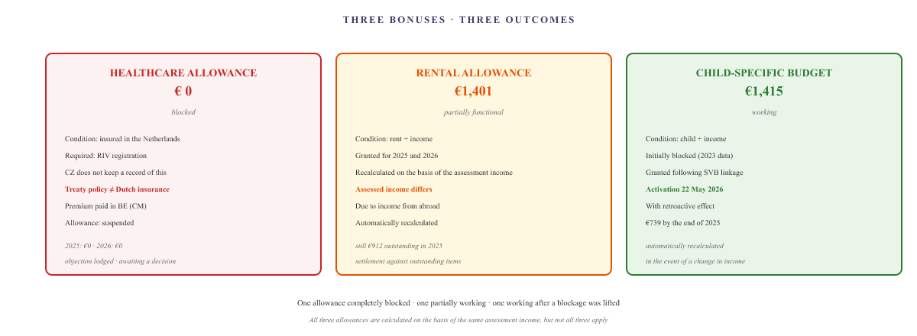 THREE BONUSES · THREE OUTCOMES
HEALTHCARE ALLOWANCE
€ 0
blocked
Condition: insured in the Netherlands
Required: RIV registration
CZ does not keep a record of this
Treaty policy ≠ Dutch insurance
Premium paid in BE (CM)
Allowance: suspended
2025: €0 · 2026: €0
objection lodged · awaiting a decision
RENTAL ALLOWANCE
€1,401
partially functional
Condition: rent + income
Granted for 2025 and 2026
Recalculated on the basis of the assessment income
Assessed income differs
Due to income from abroad
Automatically recalculated
still €912 outstanding in 2025
settlement against outstanding items
CHILD-SPECIFIC BUDGET
€1,415
working
Condition: child + income
Initially blocked (2023 data)
Granted following SVB linkage
Activation 22 May 2026
With retroactive effect
€739 by the end of 2025
automatically recalculated
in the event of a change in income
One allowance completely blocked · one partially working · one working after a blockage was lifted
All three allowances are calculated on the basis of the same assessment income, but not all three apply